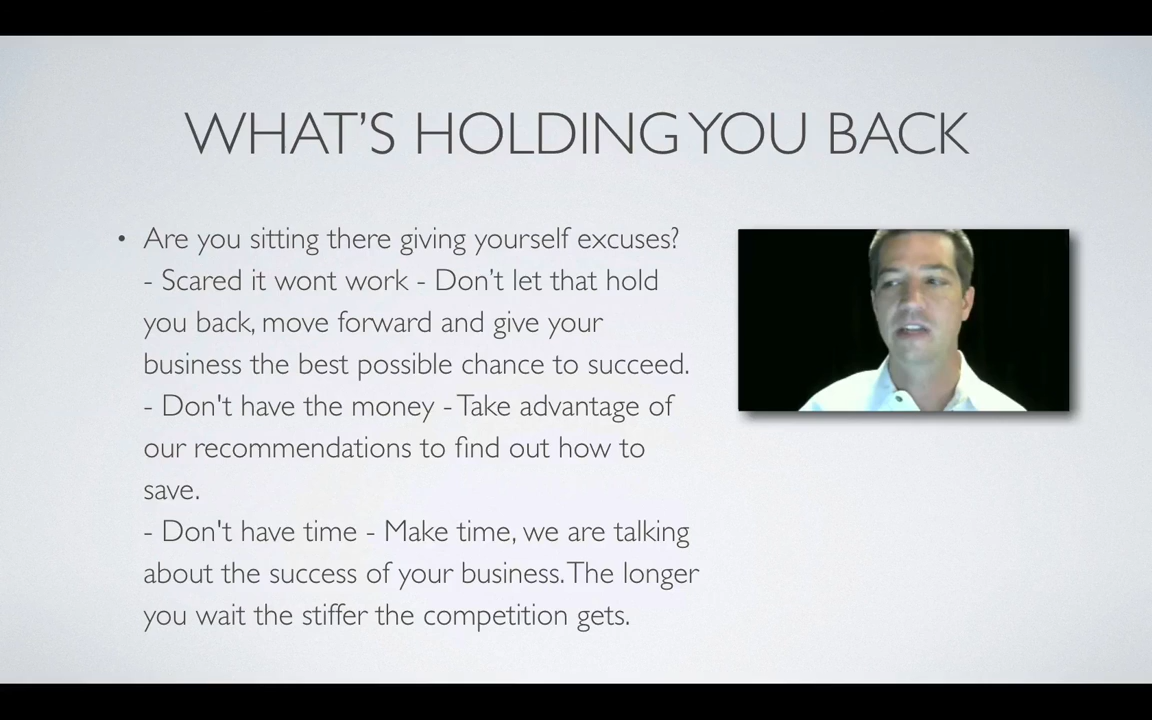 WHAT'S HOLDING YOU BACK
• Are you sitting there giving yourself excuses?
- Scared it wont work - Don't let that hold
you back, move forward and give your
business the best possible chance to succeed.
- Don't have the money - Take advantage of
our recommendations to find out how to
save.
- Don't have time - Make time, we are talking
about the success of your business. The longer
you wait the stiffer the competition gets.